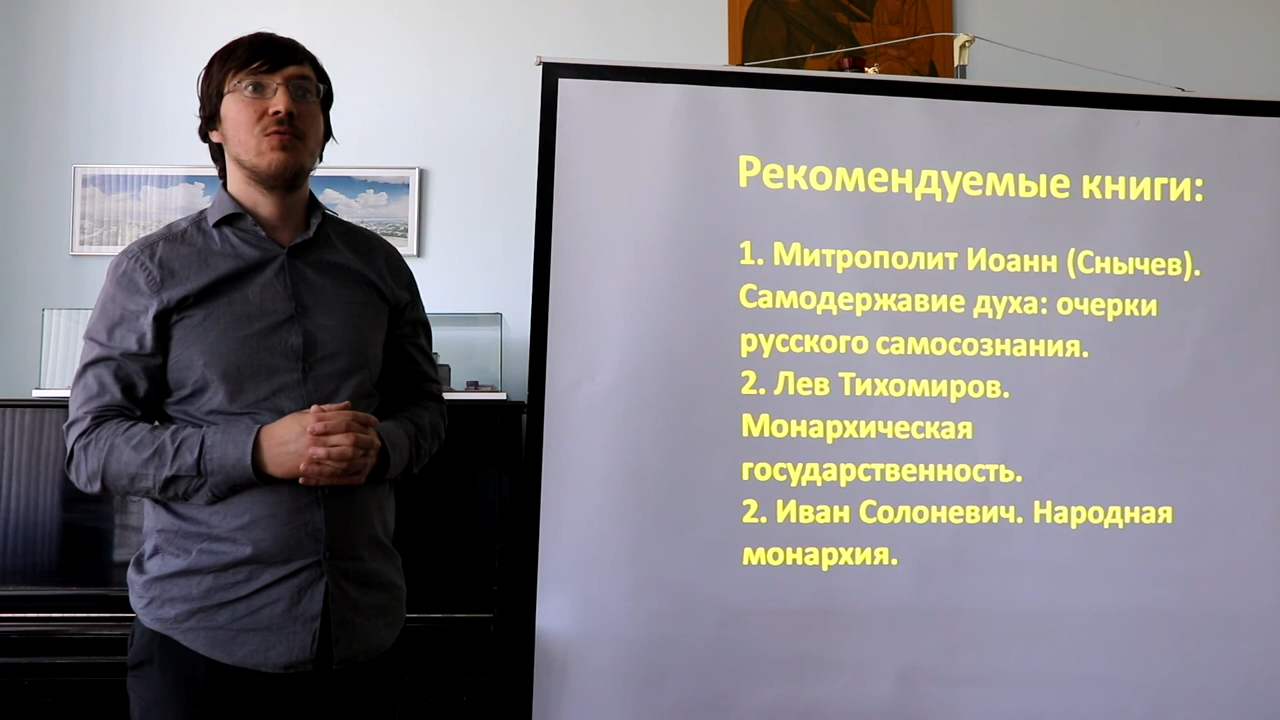 Рекомендуемые книги:
1. Митрополит Иоанн (Снычев).
Самодержавие духа: очерки
русского самосознания.
2. Лев Тихомиров.
Монархическая
государственность.
2. Иван Солоневич. Народная
монархия.